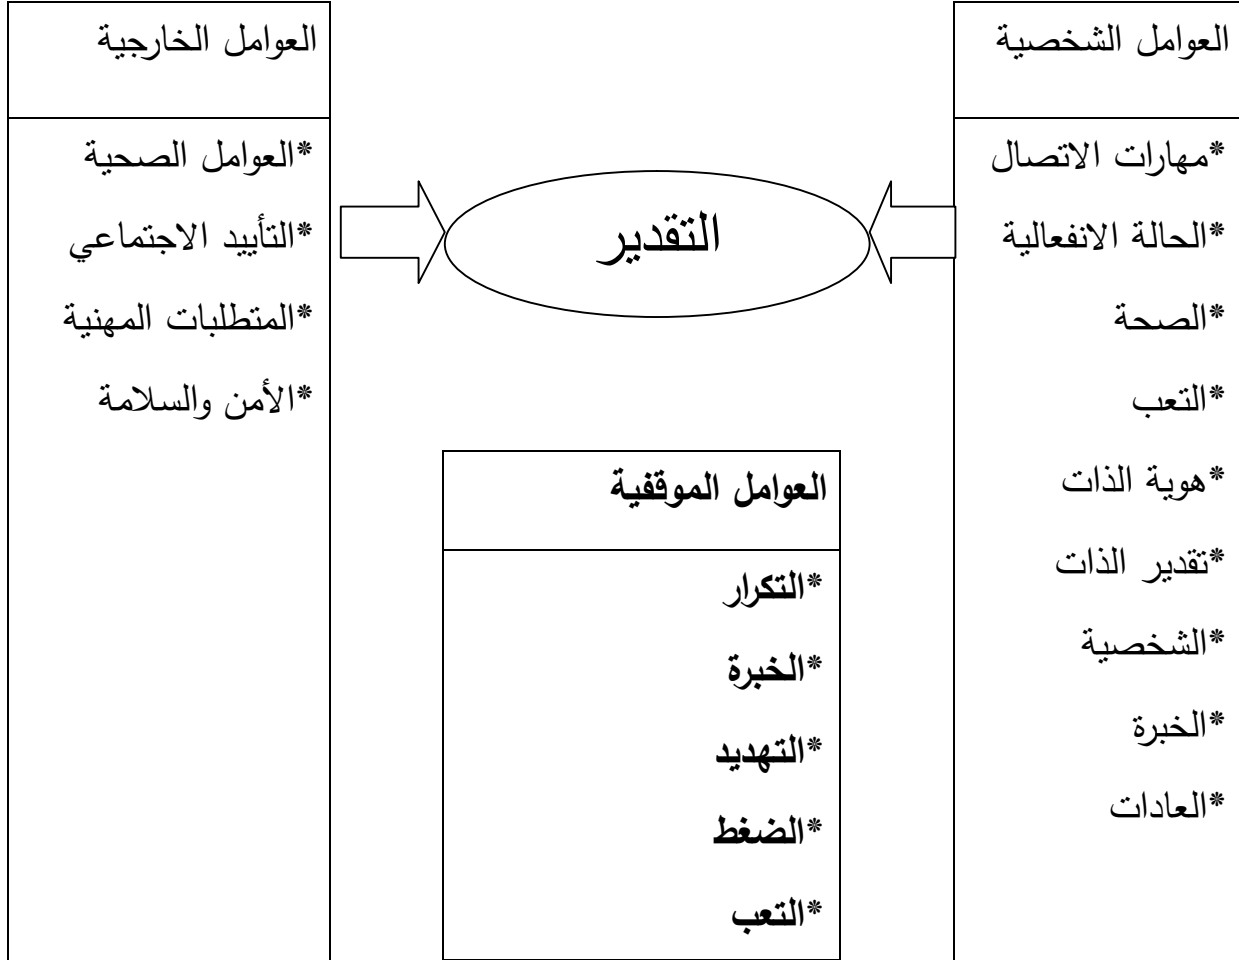 العوامل الشخصية
*مهارات الاتصال
*الحالة الانفعالية
*الصحة
*التعب
*هوية الذات
*تقدير الذات
*الشخصية
*الخبرة
*العادات
التقدير
العوامل الموقفية
*التكرار
*الخبرة
*التهديد
*الضغط
*التعب
العوامل الخارجية
*العوامل الصحية
*التأييد الاجتماعي
*المتطلبات المهنية
*الأمن والسلامة